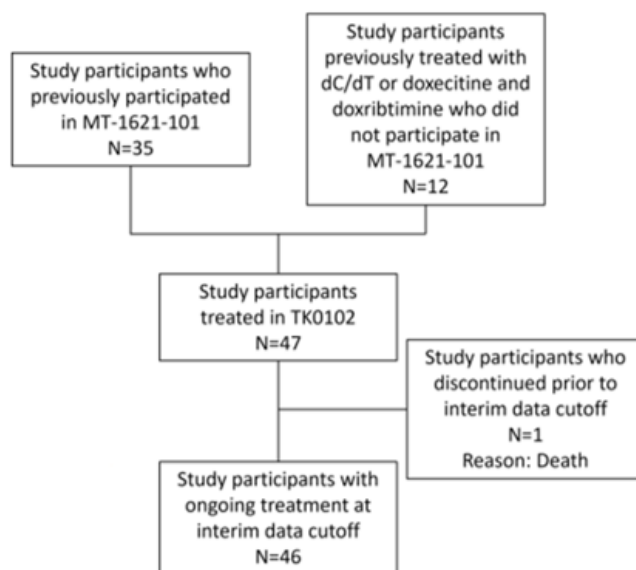 Study participants who
previously participated
in MT-1621-101
N=35
Study participants
previously treated with
dC/dT or doxecitine and
doxribtimine who did
not participate in
MT-1621-101
N=12
Study participants
treated in TK0102
N=47
Study participants who
discontinued prior to
interim data cutoff
N=1
Reason: Death
Study participants with
ongoing treatment at
interim data cutoff
N=46